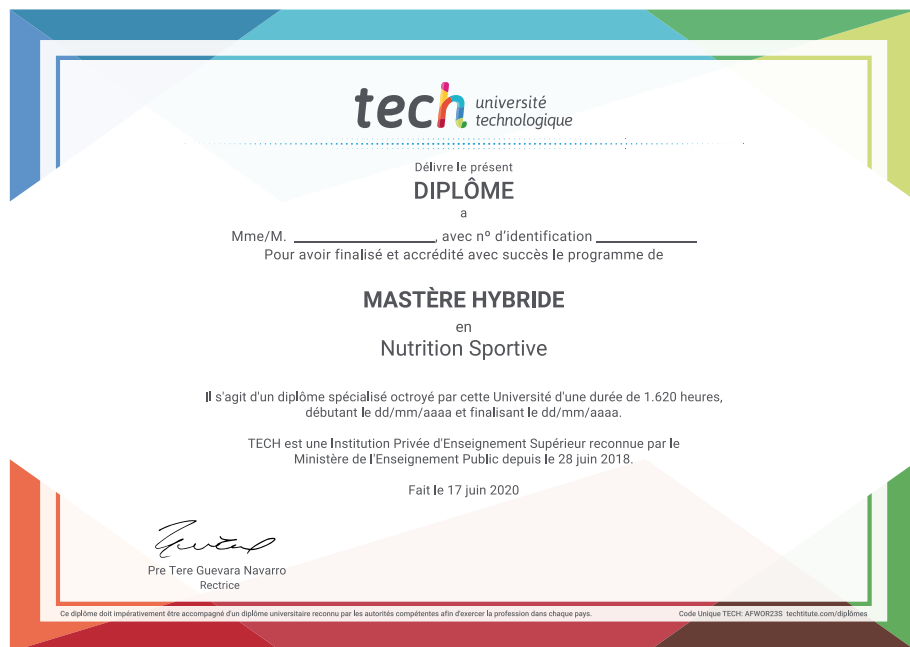 tech université
technologique
Délivre le présent
DIPLÔME
a
Mme/M. ____________, avec nº d'identification ____________
Pour avoir finalisé et accrédité avec succès le programme de
MASTÈRE HYBRIDE
en
Nutrition Sportive
Il s'agit d'un diplôme spécialisé octroyé par cette Université d'une durée de 1.620 heures,
débutant le dd/mm/aaaa et finalisant le dd/mm/aaaa.
TECH est une Institution Privée d'Enseignement Supérieur reconnue par le
Ministère de l'Enseignement Public depuis le 28 juin 2018.
Fait le 17 juin 2020
Pre Tere Guevara Navarro
Rectrice
Ce diplôme doit impérativement être accompagné d'un diplôme universitaire reconnu par les autorités compétentes afin d'exercer la profession dans chaque pays.
Code Unique TECH: AFWOR23S techtitute.com/diplômes